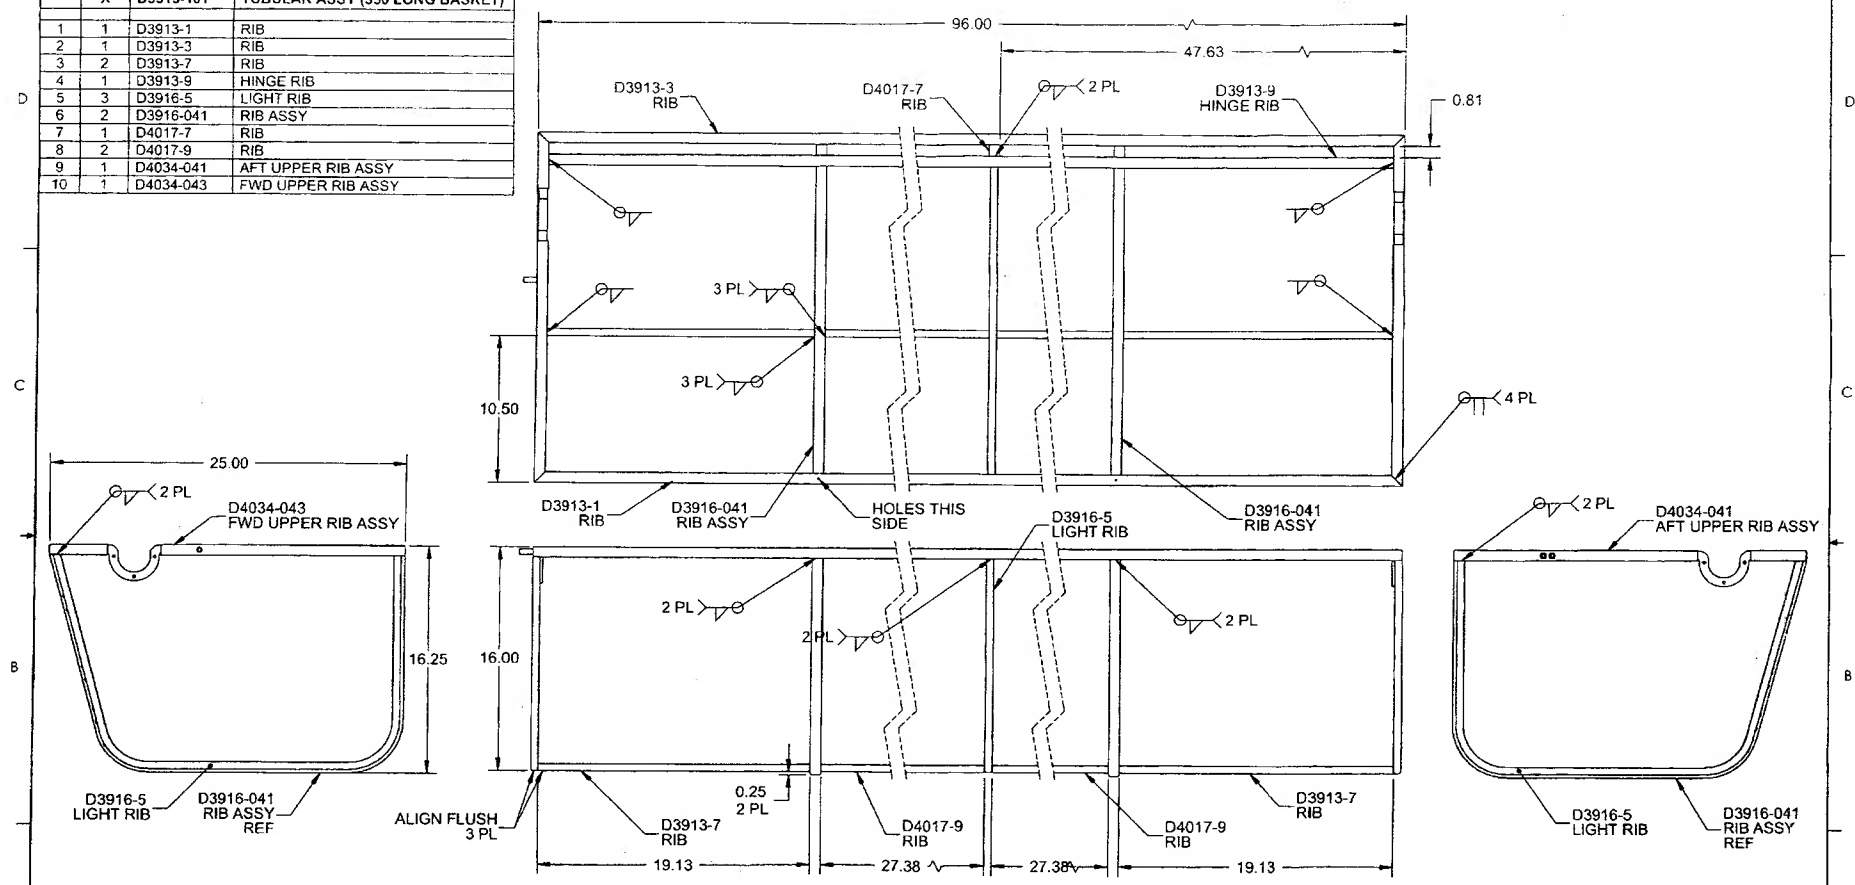 X
1 1 D3913-1 RIB
2 1 D3913-3 RIB
3 2 D3913-7 RIB
4 1 D3913-9 HINGE RIB
5 3 D3916-5 LIGHT RIB
6 2 D3916-041 RIB ASSY
7 1 D4017-7 RIB
8 2 D4017-9 RIB
9 1 D4034-041 AFT UPPER RIB ASSY
10 1 D4034-043 FWD UPPER RIB ASSY
96.00
47.63
D
D3913-3
RIB
D4017-7
RIB
2 PL
D3913-9
HINGE RIB
0.81
D
3 PL
3 PL
C
10.50
4 PL
C
25.00
2 PL
D4034-043
FWD UPPER RIB ASSY
D3913-1
RIB
D3916-041
RIB ASSY
HOLES THIS
SIDE
D3916-5
LIGHT RIB
D3916-041
RIB ASSY
2 PL
D4034-041
AFT UPPER RIB ASSY
2 PL
2 PL
2 PL
B
16.25
16.00
B
D3916-5
LIGHT RIB
D3916-041
RIB ASSY
REF
ALIGN FLUSH
3 PL
D3913-7
RIB
0.25
2 PL
D4017-9
RIB
D4017-9
RIB
D3913-7
RIB
D3916-5
LIGHT RIB
D3916-041
RIB ASSY
REF
19.13
27.38
27.38
19.13